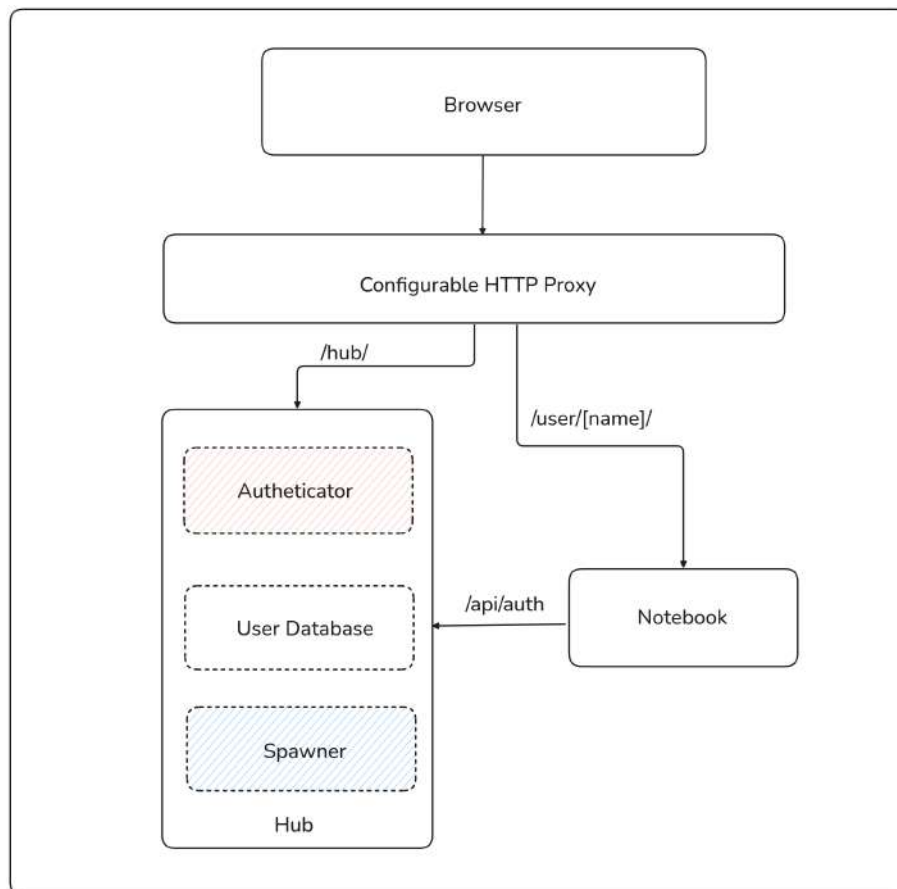 Browser
Configurable HTTP Proxy
/hub/
/user/[name]/
Autheticator
/api/auth
User Database
Notebook
Spawner
Hub